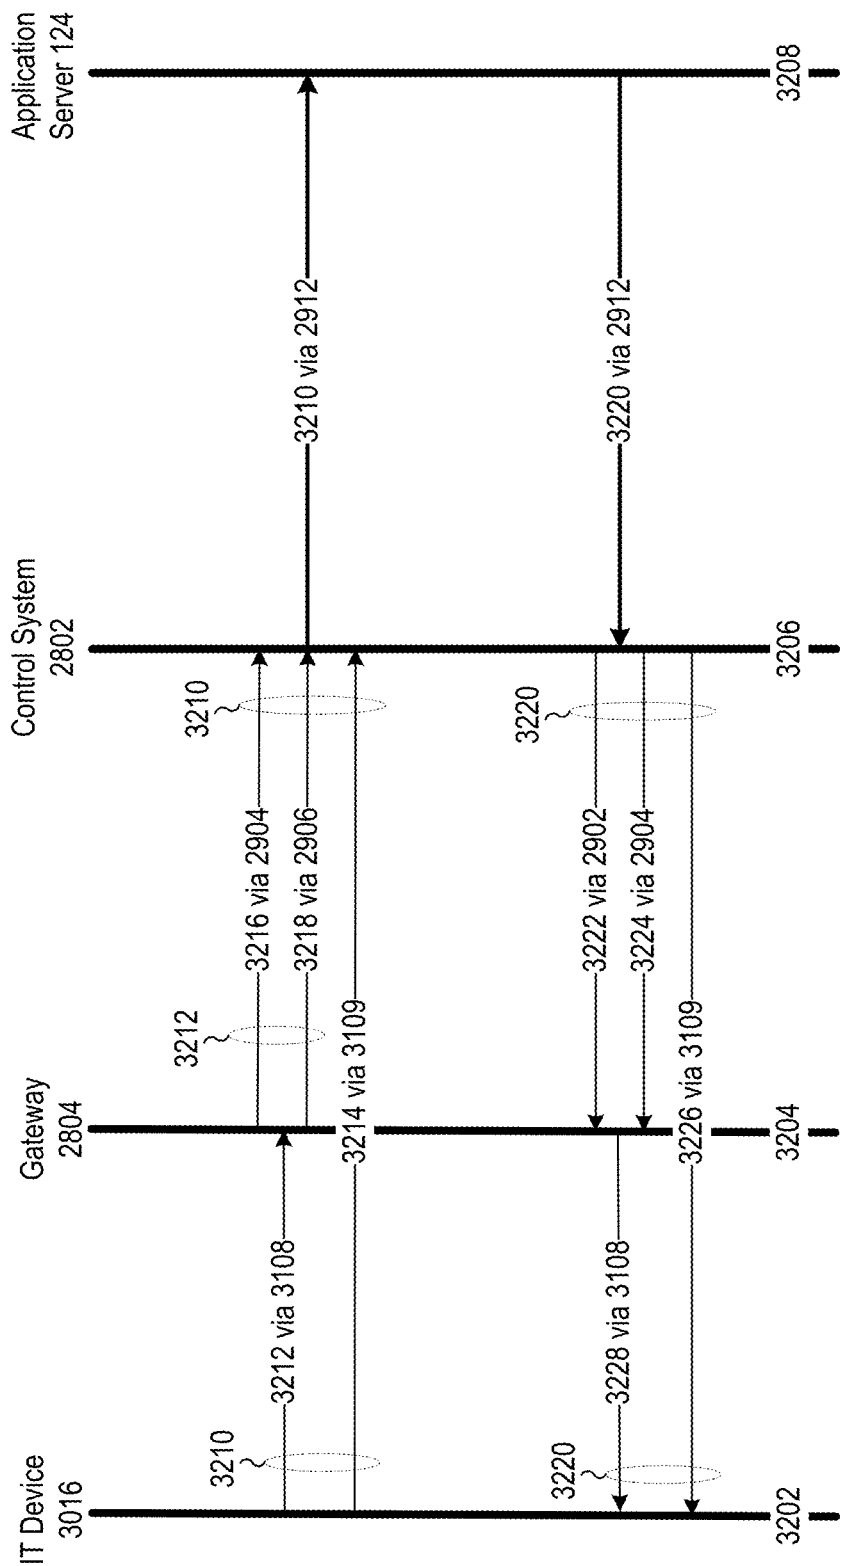 IT Device
3016
Gateway
2804
Control System
2802
Application
Server 124
3210
3212 via 3108
3212
3216 via 2904
3218 via 2906
3214 via 3109
3210
3210 via 2912
3220
3228 via 3108
3222 via 2902
3224 via 2904
3226 via 3109
3220
3220 via 2912
3202
3204
3206
3208